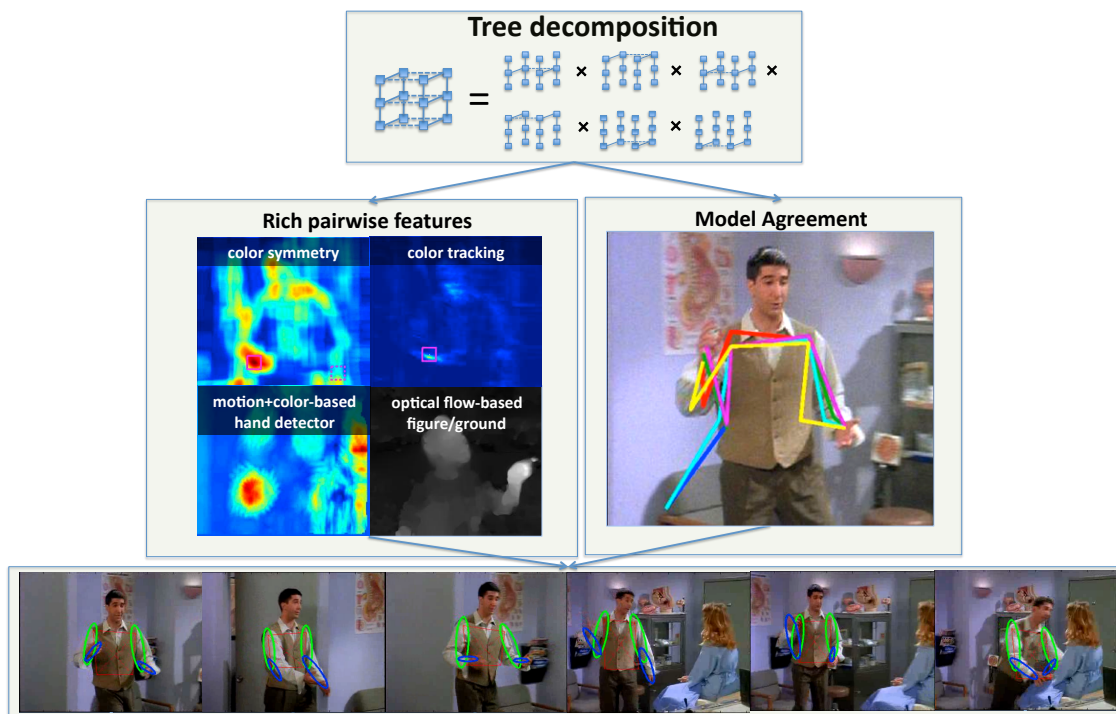 Tree decomposition
= × × ×
× ×
Rich pairwise features
color symmetry
color tracking
motion+color-based
hand detector
optical flow-based
figure/ground
Model Agreement